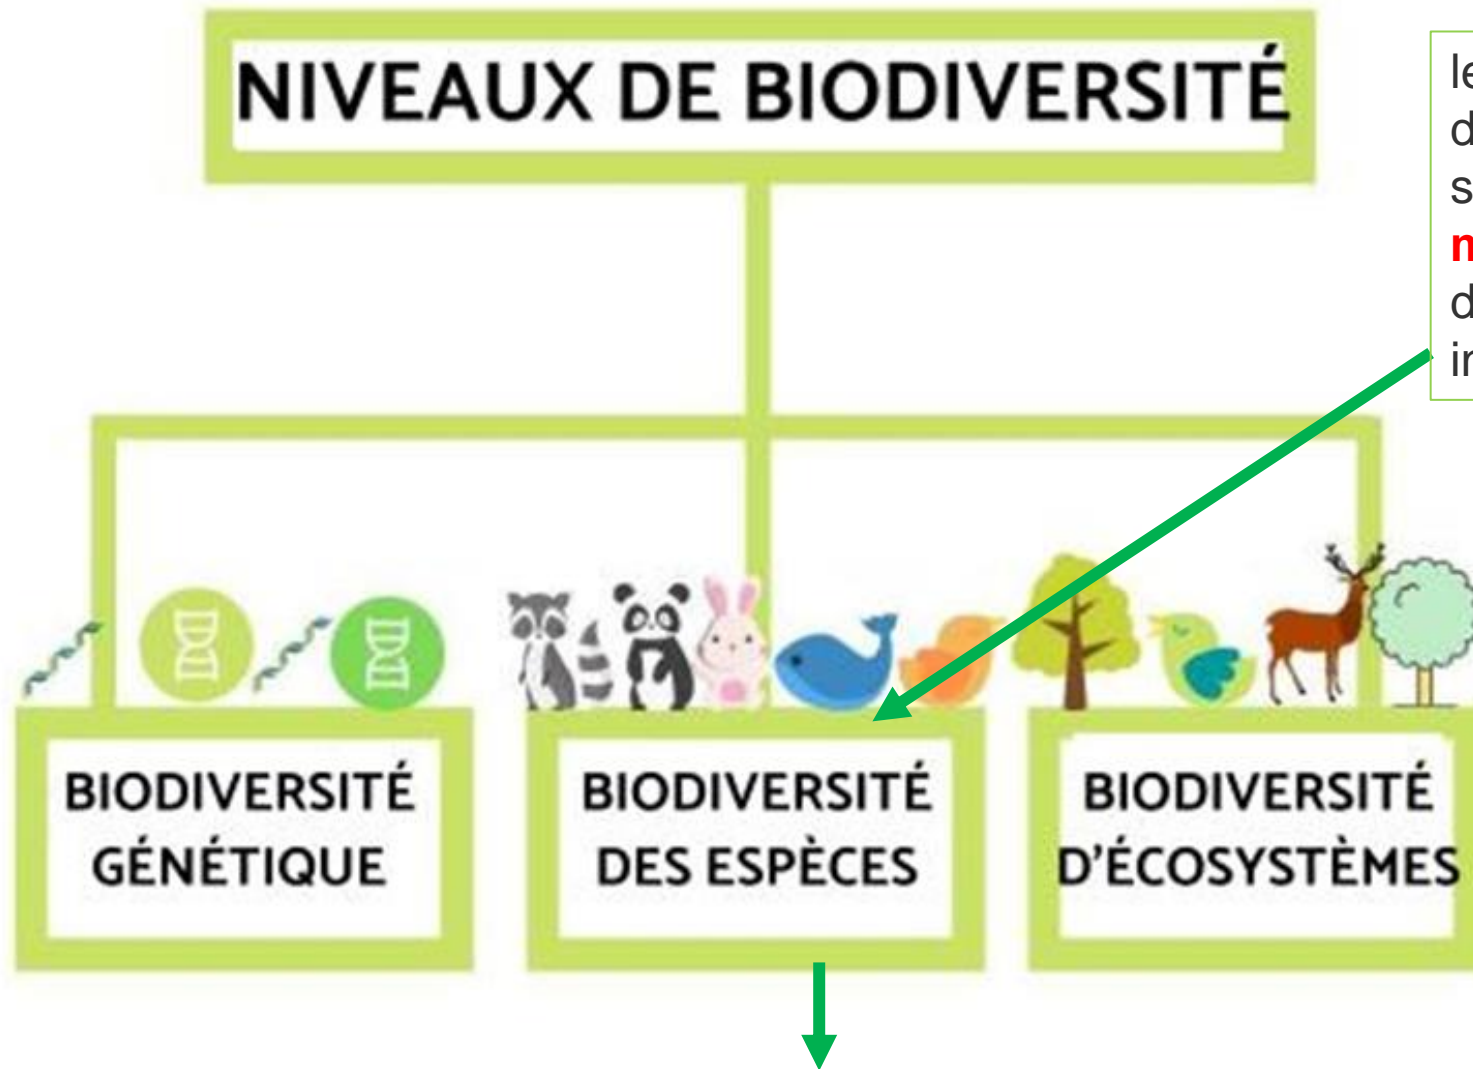 NIVEAUX DE BIODIVERSITÉ
BIODIVERSITÉ
GÉNÉTIQUE
BIODIVERSITÉ
DES ESPÈCES
BIODIVERSITÉ
D'ÉCOSYSTÈMES